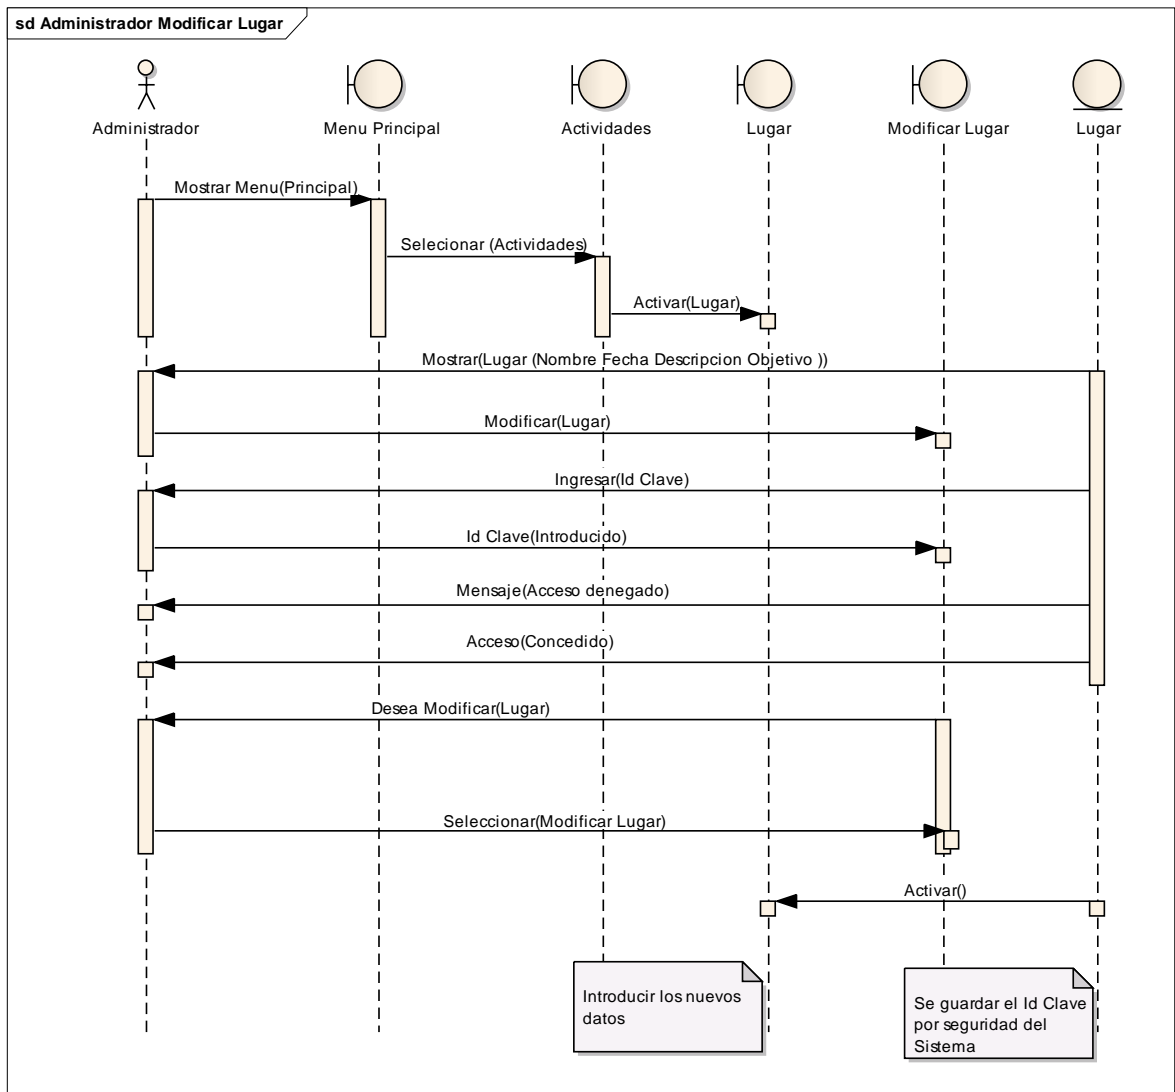 sd Administrador Modificar Lugar
Administrador
Menu Principal
Actividades
Lugar
Modificar Lugar
Lugar
Mostrar Menu(Principal)
Selecionar (Actividades)
Activar(Lugar)
Mostrar(Lugar (Nombre Fecha Descripcion Objetivo ))
Modificar(Lugar)
Ingresar(Id Clave)
Id Clave(Introducido)
Mensaje(Acceso denegado)
Acceso(Concedido)
Desea Modificar(Lugar)
Seleccionar(Modificar Lugar)
Activar()
Introducir los nuevos
datos
Se guardar el Id Clave
por seguridad del
Sistema